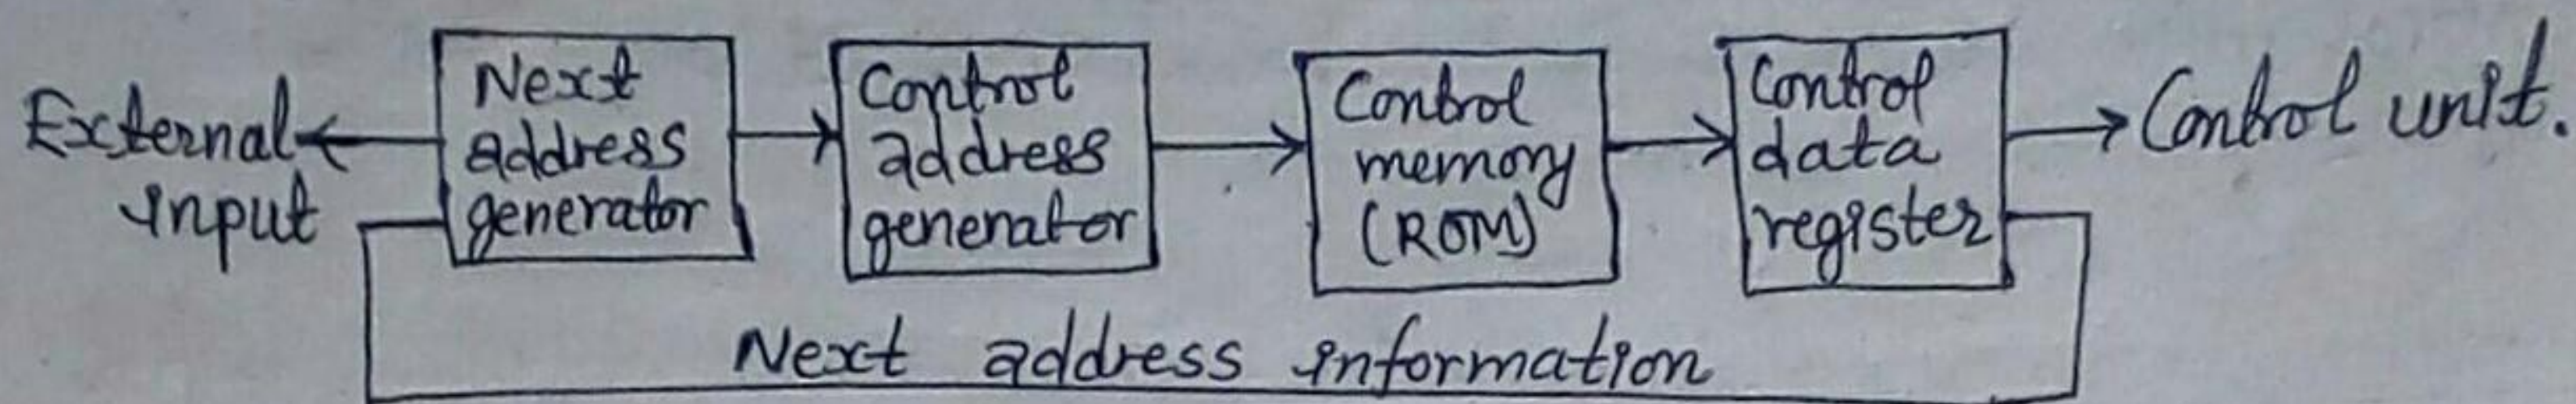 External
input
Next
address
generator
Control
address
generator
Control
memory
(ROM)
Control
data
register
Control unit.
Next address information